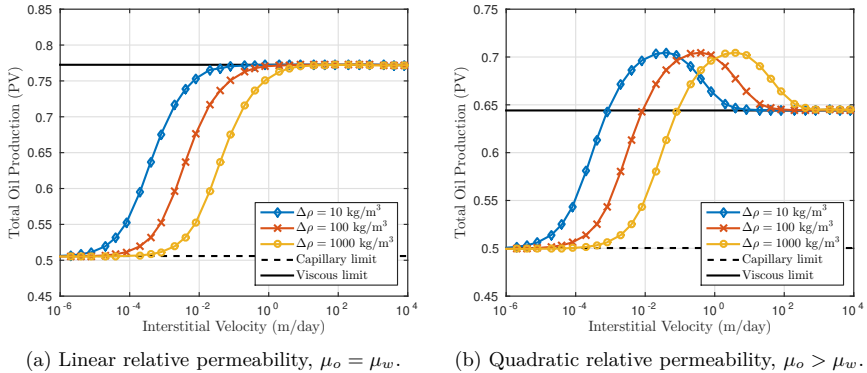 0.85
0.8
0.75
0.7
0.65
0.6
0.55
0.5
0.45
Total Oil Production (PV)
Δρ = 10 kg/m³
Δρ = 100 kg/m³
Δρ = 1000 kg/m³
Capillary limit
Viscous limit
10⁻⁶ 10⁻⁴ 10⁻² 10⁰ 10² 10⁴
Interstitial Velocity (m/day)
(a) Linear relative permeability, μₒ = μ_w.
0.75
0.7
0.65
0.6
0.55
0.5
0.45
Total Oil Production (PV)
Δρ = 10 kg/m³
Δρ = 100 kg/m³
Δρ = 1000 kg/m³
Capillary limit
Viscous limit
10⁻⁶ 10⁻⁴ 10⁻² 10⁰ 10² 10⁴
Interstitial Velocity (m/day)
(b) Quadratic relative permeability, μₒ > μ_w.